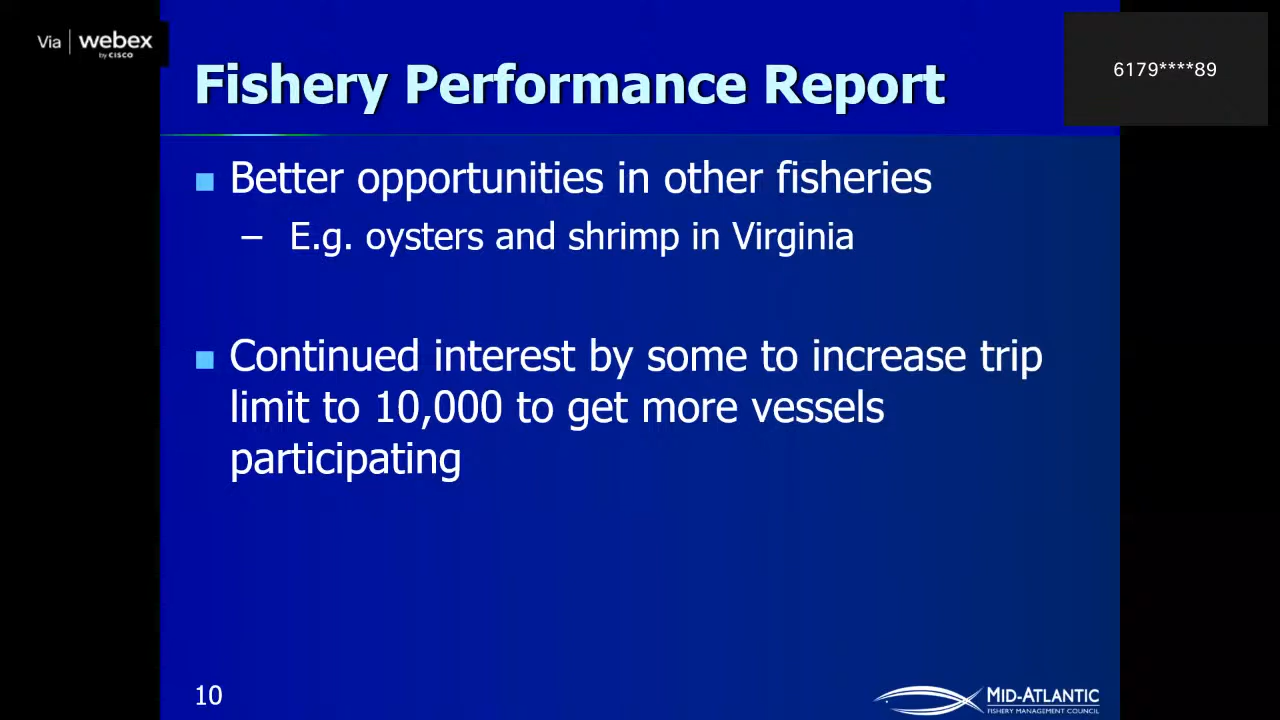 Via | webex
by CISCO
6179****89
Fishery Performance Report
Better opportunities in other fisheries
– E.g. oysters and shrimp in Virginia
Continued interest by some to increase trip
limit to 10,000 to get more vessels
participating
10
MID-ATLANTIC
FISHERY MANAGEMENT COUNCIL